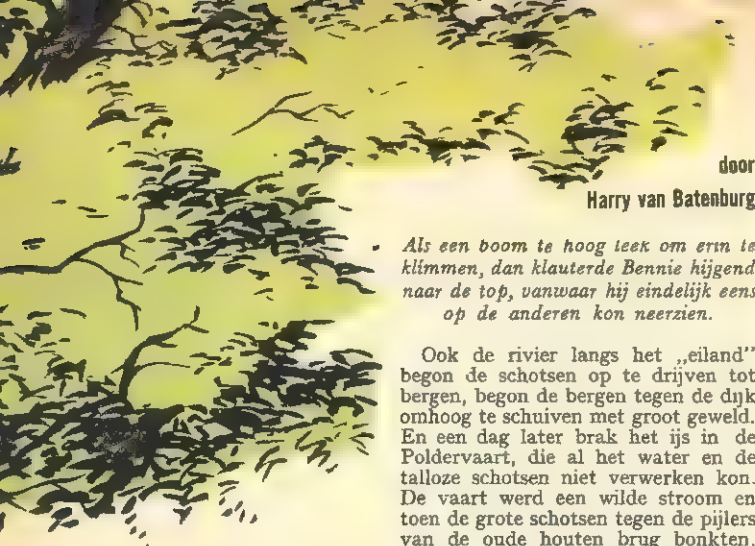 door
Harry van Batenburg
Als een boom te hoog leek om erin te
klimmen, dan klauterde Bennie hijgend
naar de top, vanwaar hij eindelijk eens
op de anderen kon neerzien.
Ook de rivier langs het „eiland”
begon de schotsen op te drijven tot
bergen, begon de bergen tegen de dijk
omhoog te schuiven met groot geweld.
En een dag later brak het ijs in de
Poldervaart, die al het water en de
talloze schotsen niet verwerken kon.
De vaart werd een wilde stroom en
toen de grote schotsen tegen de pijlers
van de oude houten brug bonkten,